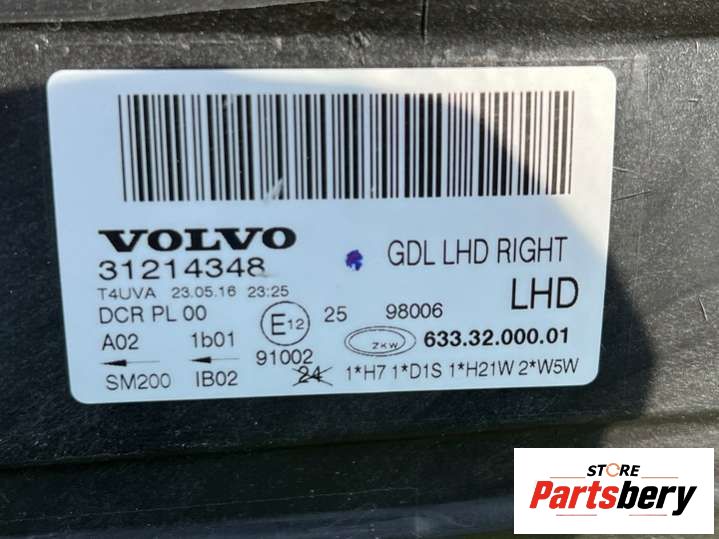 VOLVO
31214348
GDL LHD RIGHT
T4UVA 23.05.16 23:25
LHD
DCR PL 00
E12
25
98006
A02 1b01
91002
ZKW
633.32.000.01
SM200 IB02
24
1*H7 1*D1S 1*H21W 2*W5W
STORE
Partsbery